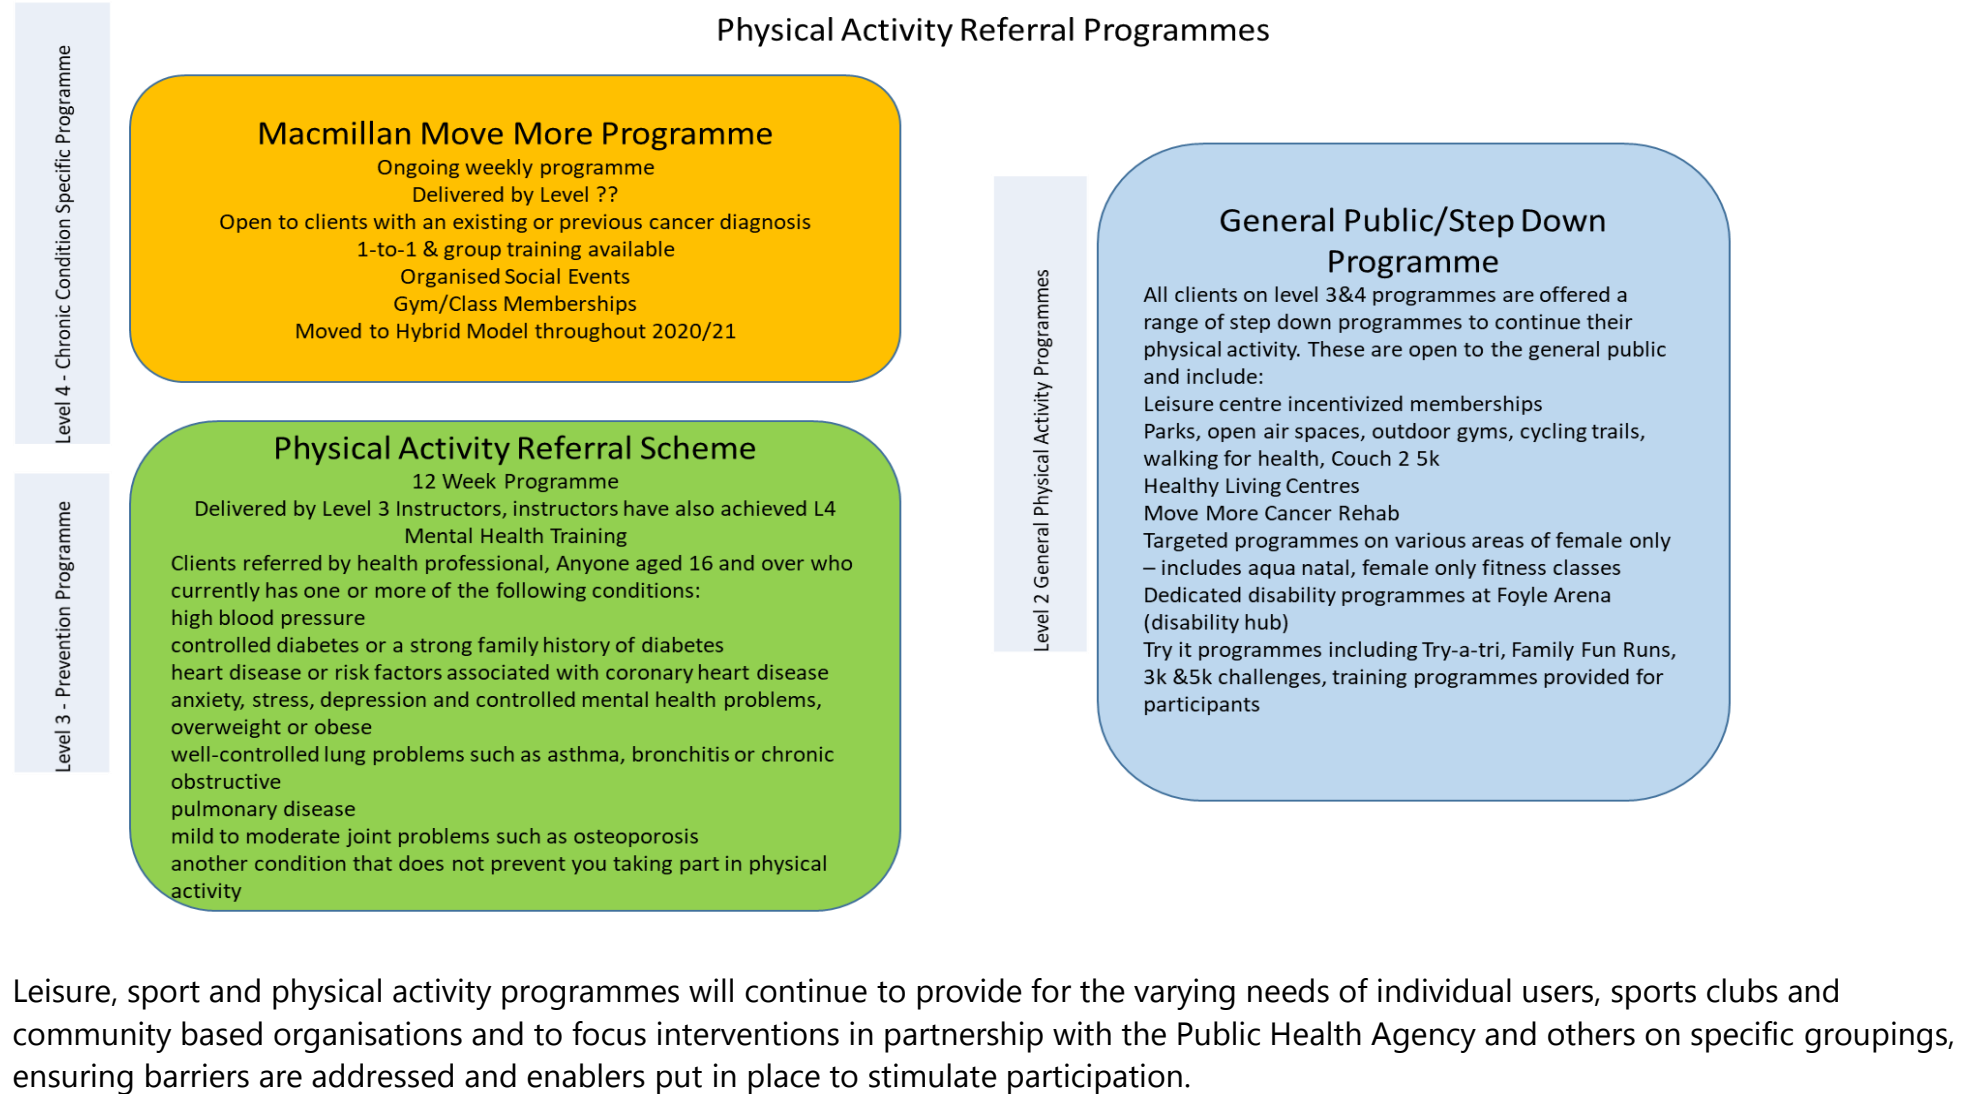 Physical Activity Referral Programmes
Level 4 - Chronic Condition Specific Programme
Macmillan Move More Programme
Ongoing weekly programme
Delivered by Level ??
Open to clients with an existing or previous cancer diagnosis
1-to-1 & group training available
Organised Social Events
Gym/Class Memberships
Moved to Hybrid Model throughout 2020/21
Level 3 - Prevention Programme
Physical Activity Referral Scheme
12 Week Programme
Delivered by Level 3 Instructors, instructors have also achieved L4
Mental Health Training
Clients referred by health professional, Anyone aged 16 and over who
currently has one or more of the following conditions:
high blood pressure
controlled diabetes or a strong family history of diabetes
heart disease or risk factors associated with coronary heart disease
anxiety, stress, depression and controlled mental health problems,
overweight or obese
well-controlled lung problems such as asthma, bronchitis or chronic
obstructive
pulmonary disease
mild to moderate joint problems such as osteoporosis
another condition that does not prevent you taking part in physical
activity
Level 2 General Physical Activity Programmes
General Public/Step Down
Programme
All clients on level 3&4 programmes are offered a
range of step down programmes to continue their
physical activity. These are open to the general public
and include:
Leisure centre incentivized memberships
Parks, open air spaces, outdoor gyms, cycling trails,
walking for health, Couch 2 5k
Healthy Living Centres
Move More Cancer Rehab
Targeted programmes on various areas of female only
– includes aqua natal, female only fitness classes
Dedicated disability programmes at Foyle Arena
(disability hub)
Try it programmes including Try-a-tri, Family Fun Runs,
3k &5k challenges, training programmes provided for
participants
Leisure, sport and physical activity programmes will continue to provide for the varying needs of individual users, sports clubs and
community based organisations and to focus interventions in partnership with the Public Health Agency and others on specific groupings,
ensuring barriers are addressed and enablers put in place to stimulate participation.